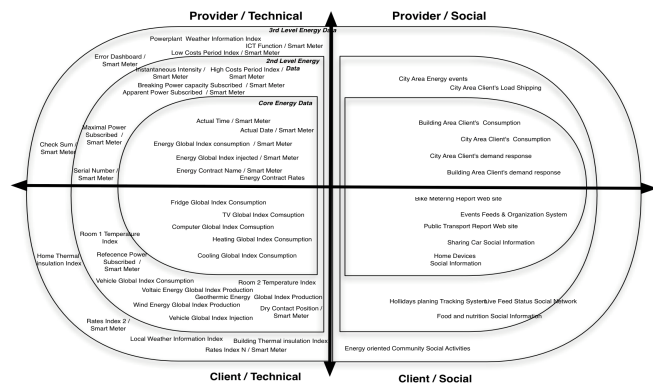 Provider / Technical
Provider / Social
3rd Level Energy Data
Powerplant Weather Information Index
ICT Function / Smart Meter
Low Costs Period Index / Smart Meter
Error Dashboard /
Smart Meter
2nd Level Energy
Data
Instantaneous Intensity /
Smart Meter
High Costs Period Index /
Smart Meter
Breaking Power capacity Subscribed / Smart Meter
Apparent Power Subscribed / Smart Meter
City Area Energy events
City Area Client's Load Shipping
Core Energy Data
Actual Time / Smart Meter
Actual Date / Smart Meter
Maximal Power
Subscribed /
Smart Meter
Check Sum /
Smart Meter
Energy Global Index consumption / Smart Meter
Energy Global Index injected / Smart Meter
Serial Number /
Smart Meter
Energy Contract Name / Smart Meter
Energy Contract Rates
Building Area Client's Consumption
City Area Client's Consumption
City Area Client's demand response
Building Area Client's demand response
Fridge Global Index Consumption
TV Global Index Comsuption
Computer Global Index Comsuption
Heating Global Index Consumption
Cooling Global Index Consumption
Bike Metering Report Web site
Events Feeds & Organization System
Public Transport Report Web site
Sharing Car Social Information
Home Devices
Social Information
Room 1 Temperature
Index
Home Thermal
insulation Index
Refecence Power
Subscribed /
Smart Meter
Vehicle Global Index Consumption
Room 2 Temperature Index
Voltaic Energy Global Index Production
Geothermic Energy Global Index Production
Wind Energy Global Index Production
Dry Contact Position /
Smart Meter
Vehicle Global Index Injection
Rates Index 2 /
Smart Meter
Hollidays planing Tracking System
Live Feed Status Social Network
Food and nutrition Social Information
Local Weather Information Index
Building Thermal insulation Index
Rates Index N / Smart Meter
Energy oriented Community Social Activities
Client / Technical
Client / Social